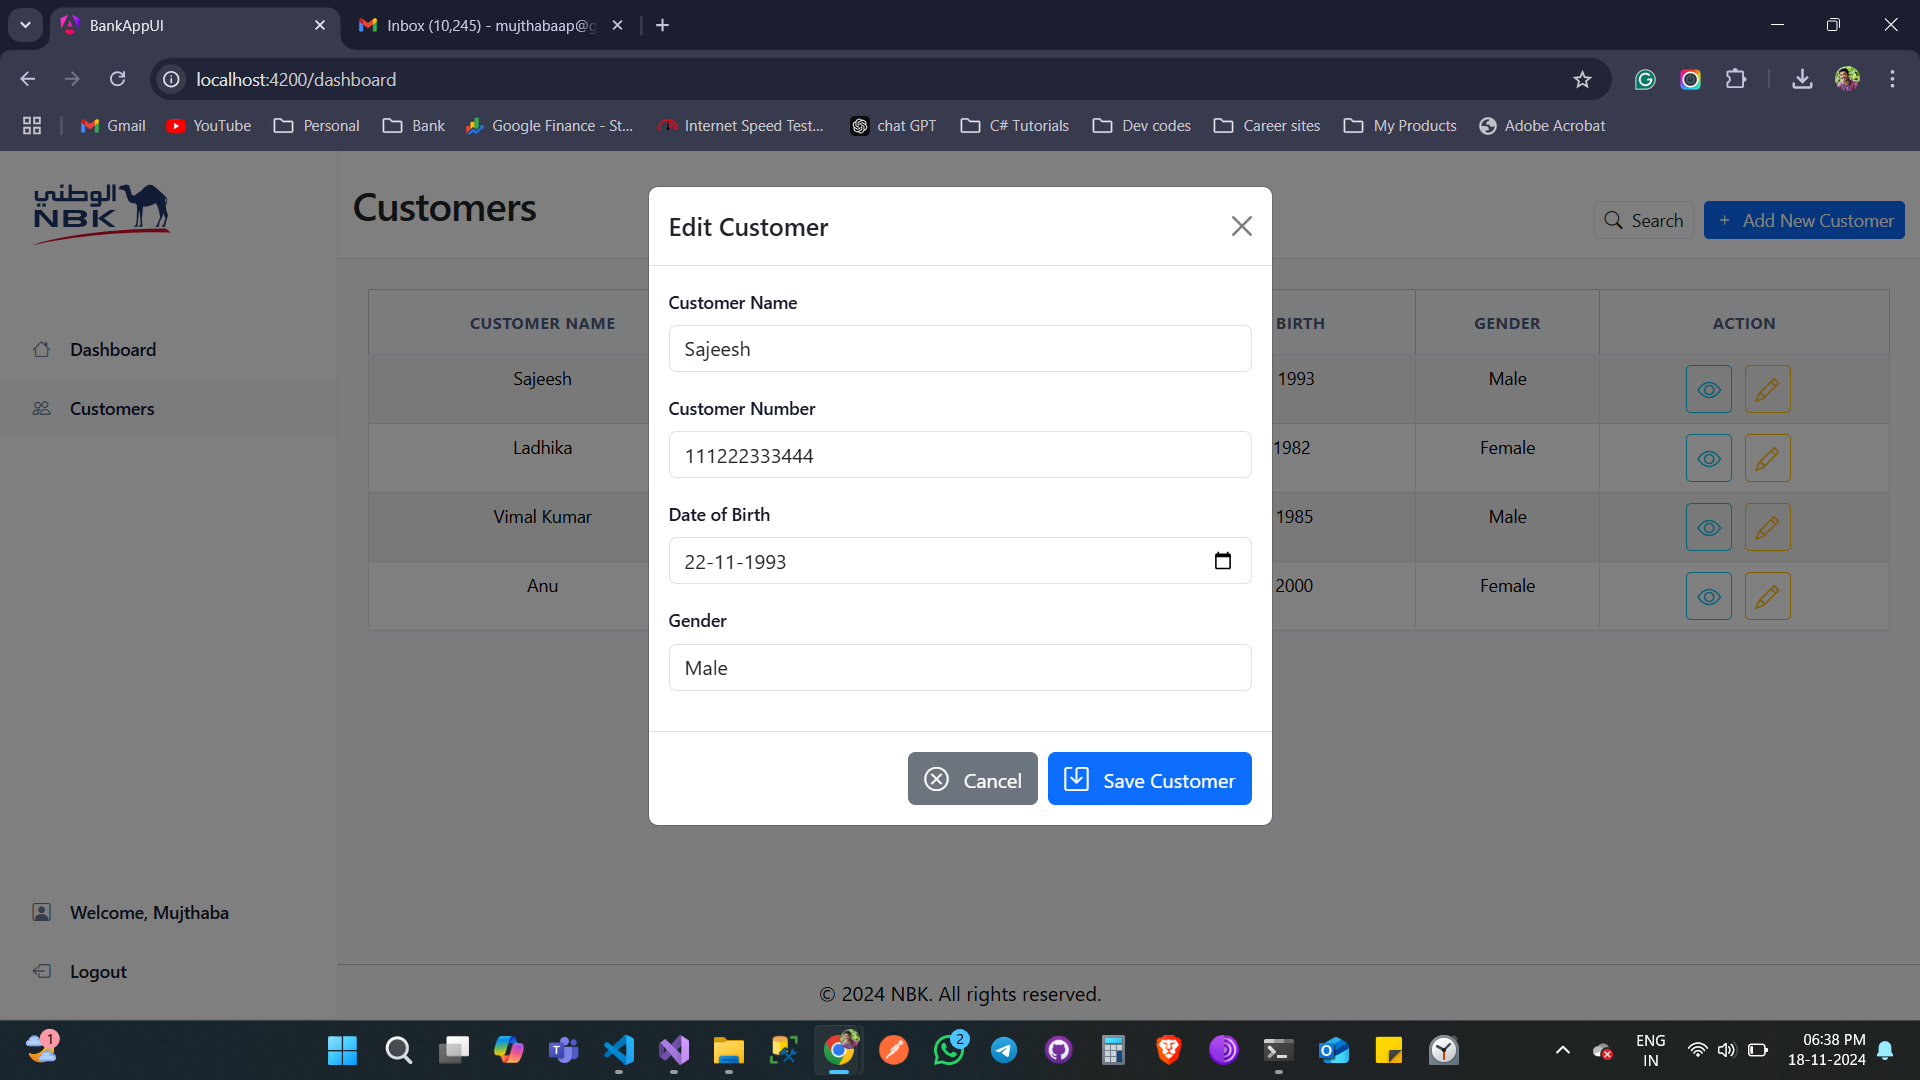 BankAppUI
Inbox (10,245) - mujthabaap@g
localhost:4200/dashboard
Gmail
YouTube
Personal
Bank
Google Finance - St...
Internet Speed Test...
chat GPT
C# Tutorials
Dev codes
Career sites
My Products
Adobe Acrobat
الوطني
NBK
Dashboard
Customers
Welcome, Mujthaba
Logout
Customers
Search
+ Add New Customer
CUSTOMER NAME BIRTH GENDER ACTION
Sajeesh 1993 Male
Ladhika 1982 Female
Vimal Kumar 1985 Male
Anu 2000 Female
Edit Customer
Customer Name
Sajeesh
Customer Number
111222333444
Date of Birth
22-11-1993
Gender
Male
Cancel
Save Customer
© 2024 NBK. All rights reserved.
1
2
ENG
IN
06:38 PM
18-11-2024